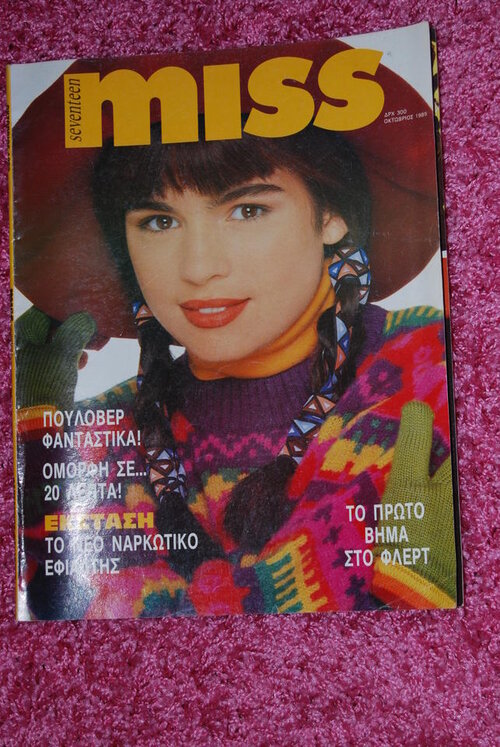 seventeen
miss
ΔΡΧ 300
ΟΚΤΩΒΡΙΟΣ 1989
ΠΟΥΛΟΒΕΡ
ΦΑΝΤΑΣΤΙΚΑ!
ΟΜΟΡΦΗ ΣΕ...
20 ΛΕΠΤΑ!
ΕΚΣΤΑΣΗ
ΤΟ ΝΕΟ ΝΑΡΚΩΤΙΚΟ
ΕΦΙΑΛΤΗΣ
ΤΟ ΠΡΩΤΟ
ΒΗΜΑ
ΣΤΟ ΦΛΕΡΤ